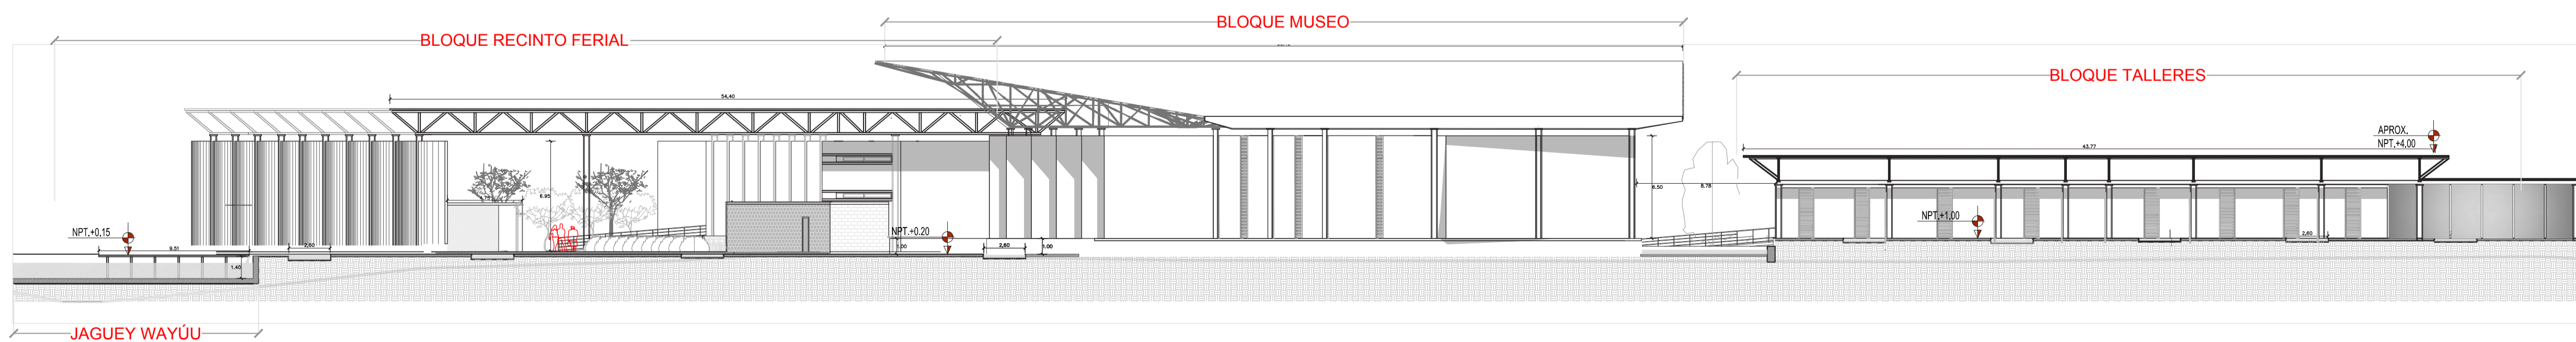 BLOQUE MUSEO
BLOQUE RECINTO FERIAL
BLOQUE TALLERES
54,40
APROX.
NPT.+4,00
43.77
6.95
6.50
8.78
NPT.+0,15
NPT.+0.20
NPT.+1,00
9.51
2,60
1,00
2,60
1,00
2,60
1.40
JAGUEY WAYÚU